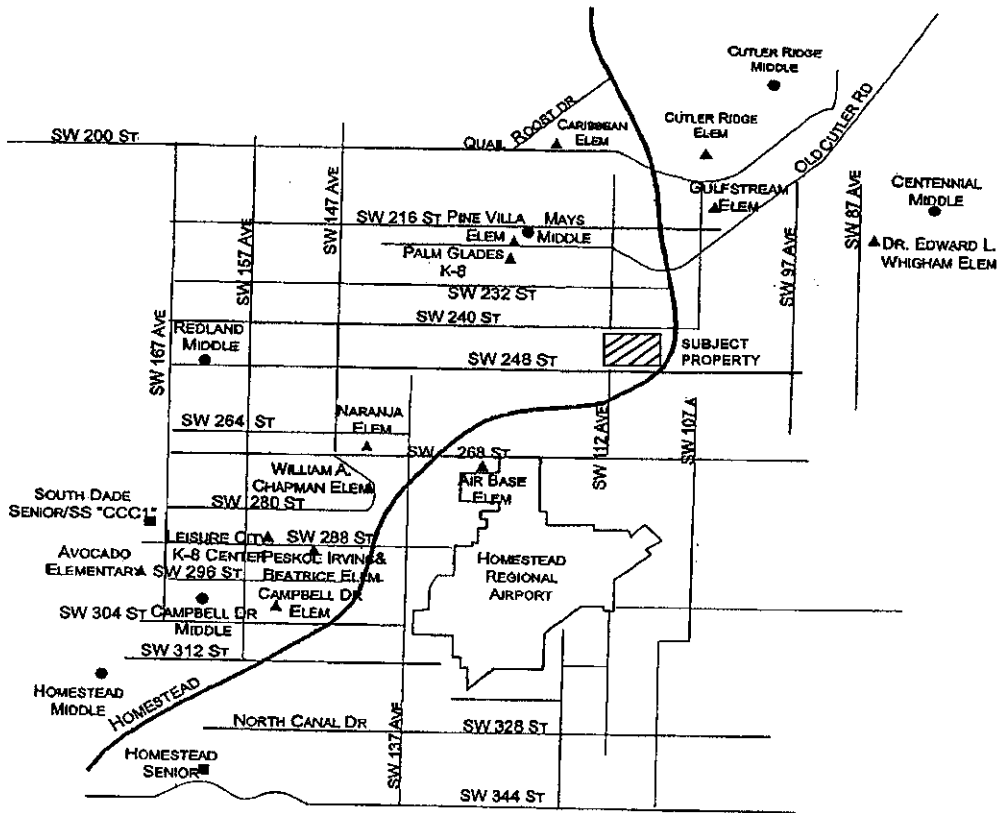 CUTLER RIDGE
MIDDLE
QUAIL ROOST DR
CARIBBEAN
ELEM
CUTLER RIDGE
ELEM
OLD CUTLER RD
SW 200 ST
SW 147 AVE
GULFSTREAM
ELEM
SW 87 AVE
CENTENNIAL
MIDDLE
SW 216 ST
PINE VILLA
ELEM
MAYS
MIDDLE
DR. EDWARD L.
WHIGHAM ELEM
SW 157 AVE
PALM GLADES
K-8
SW 97 AVE
SW 232 ST
SW 240 ST
SW 167 AVE
REDLAND
MIDDLE
SW 248 ST
SUBJECT
PROPERTY
NARANJA
ELEM
SW 264 ST
SW 112 AVE
SW 107 A
SW 268 ST
WILLIAM A.
CHAPMAN ELEM
AIR BASE
ELEM
SOUTH DADE
SENIOR/SS "CCC1"
SW 280 ST
LEISURE CITY
K-8 CENTER
SW 288 ST
PESKOE IRVING &
BEATRICE ELEM.
HOMESTEAD
REGIONAL
AIRPORT
AVOCADO
ELEMENTARY
SW 296 ST
CAMPBELL DR
ELEM
SW 304 ST
CAMPBELL DR
MIDDLE
SW 312 ST
HOMESTEAD
MIDDLE
HOMESTEAD
NORTH CANAL DR
SW 137 AVE
SW 328 ST
HOMESTEAD
SENIOR
SW 344 ST